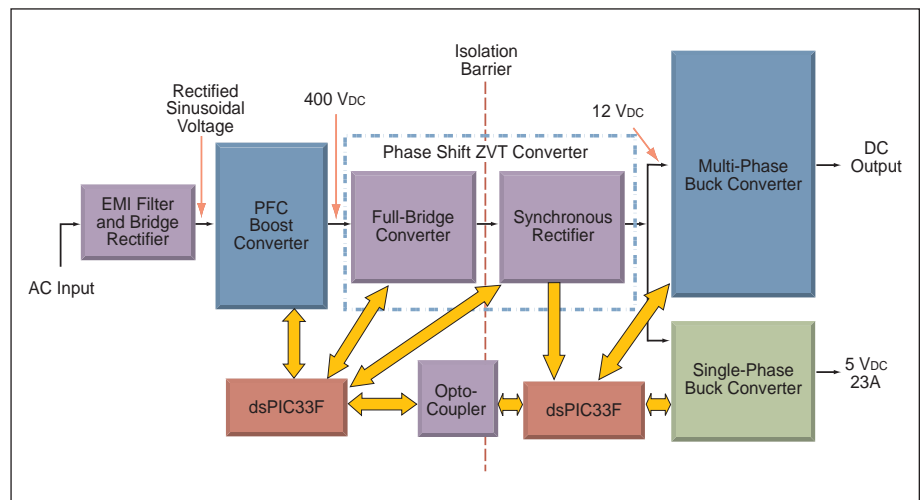 Isolation
Barrier
Rectified
Sinusoidal
Voltage
400 VDC
12 VDC
Phase Shift ZVT Converter
EMI Filter
and Bridge
Rectifier
PFC
Boost
Converter
Full-Bridge
Converter
Synchronous
Rectifier
Multi-Phase
Buck Converter
DC
Output
AC Input
dsPIC33F
Opto-
Coupler
dsPIC33F
Single-Phase
Buck Converter
5 VDC
23A